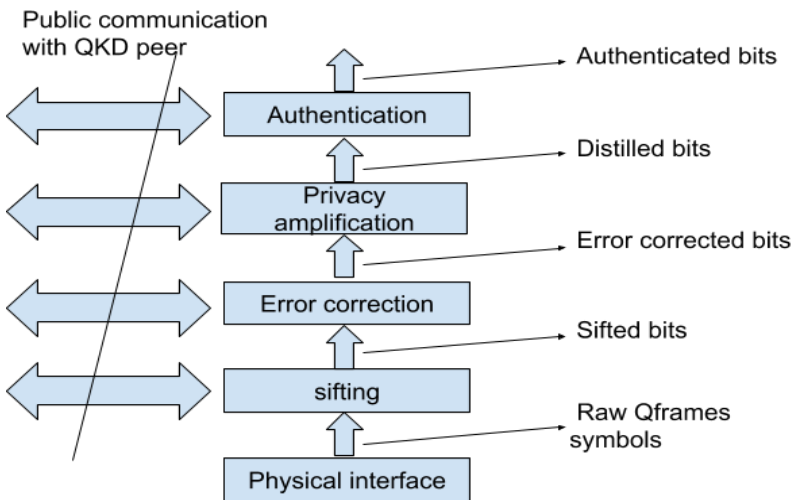 Public communication
with QKD peer
Authenticated bits
Authentication
Distilled bits
Privacy
amplification
Error corrected bits
Error correction
Sifted bits
sifting
Raw Qframes
symbols
Physical interface